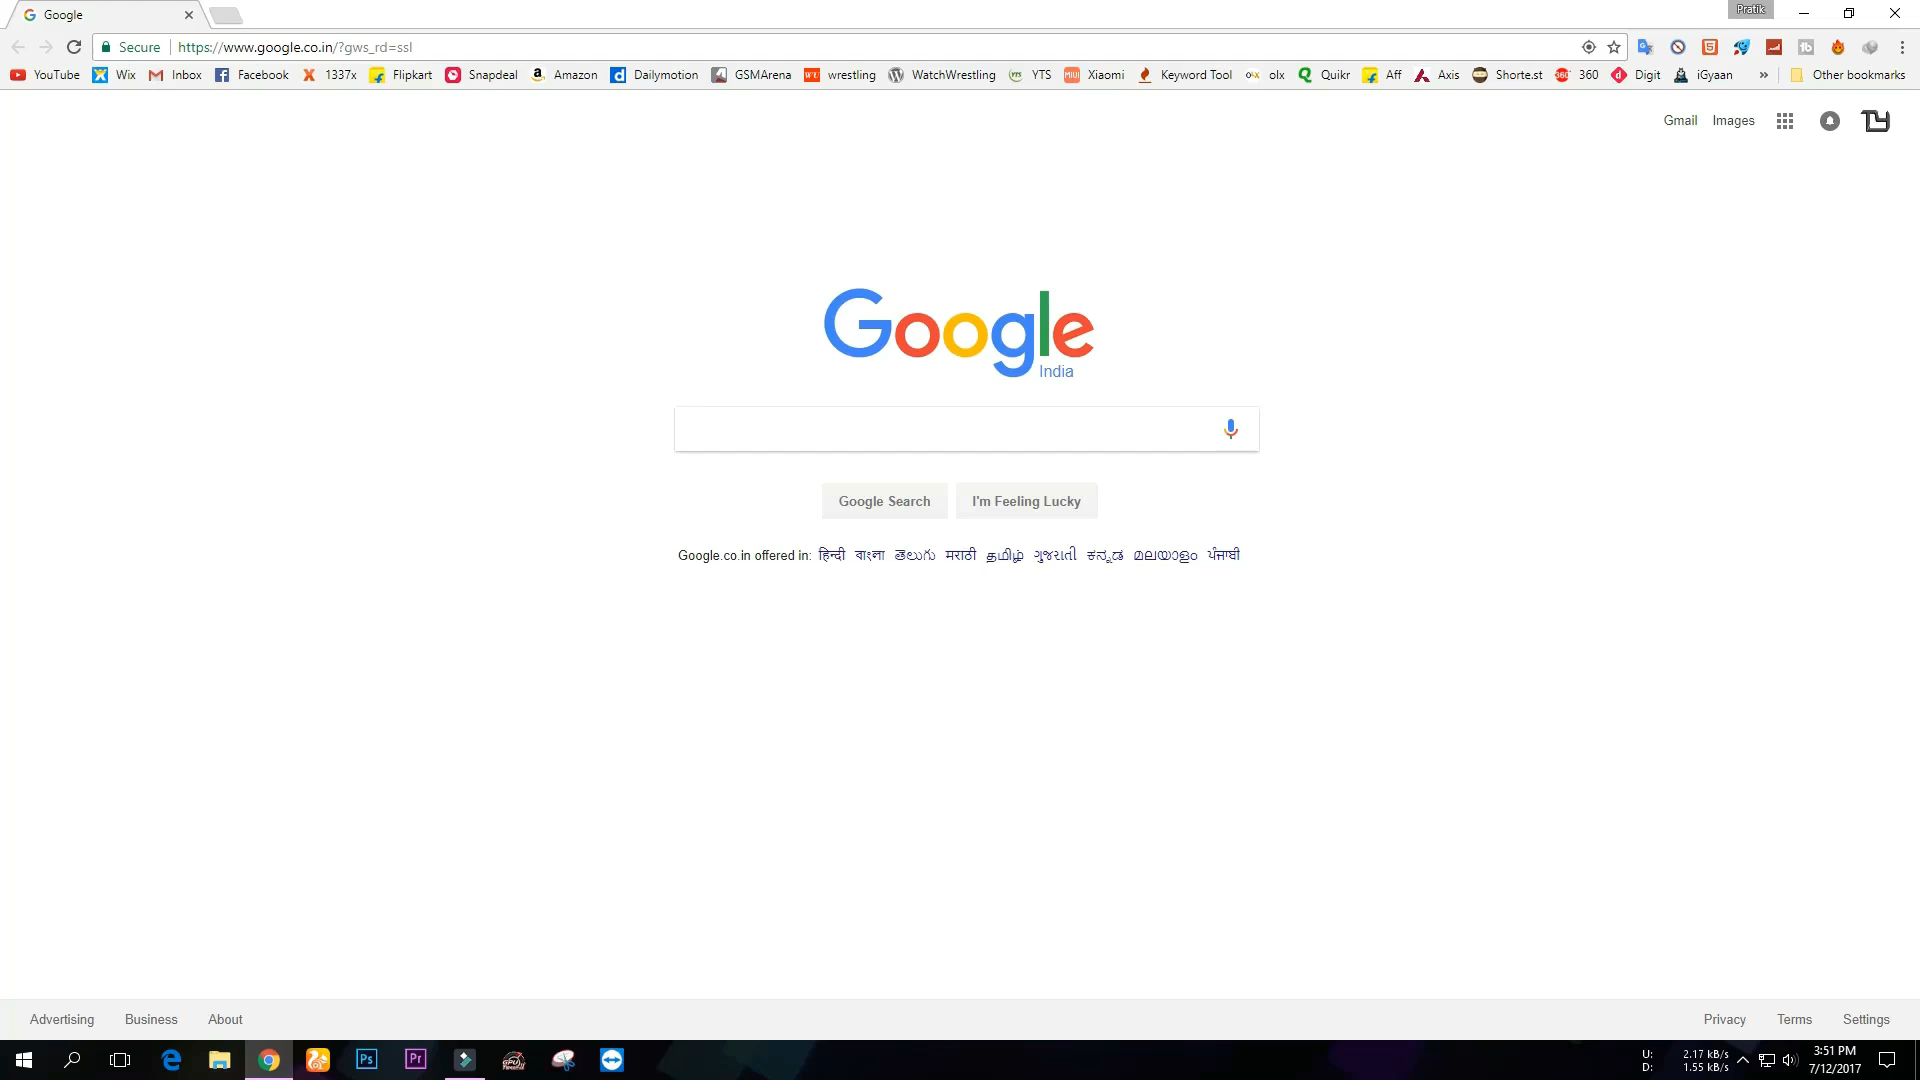 Google
Pratik
Secure https://www.google.co.in/?gws_rd=ssl
YouTube Wix Inbox Facebook 1337x Flipkart Snapdeal Amazon Dailymotion GSMArena wrestling WatchWrestling YTS Xiaomi Keyword Tool olx Quikr Aff Axis Shorte.st 360 Digit iGyaan » Other bookmarks
Gmail Images
Google
India
Google Search I'm Feeling Lucky
Google.co.in offered in: हिन्दी বাংলা తెలుగు मराठी தமிழ் ગુજરાતી ಕನ್ನಡ മലയാളം ਪੰਜਾਬੀ
Advertising Business About Privacy Terms Settings
Ps Pr
U: 2.17 kB/s
D: 1.55 kB/s
3:51 PM
7/12/2017